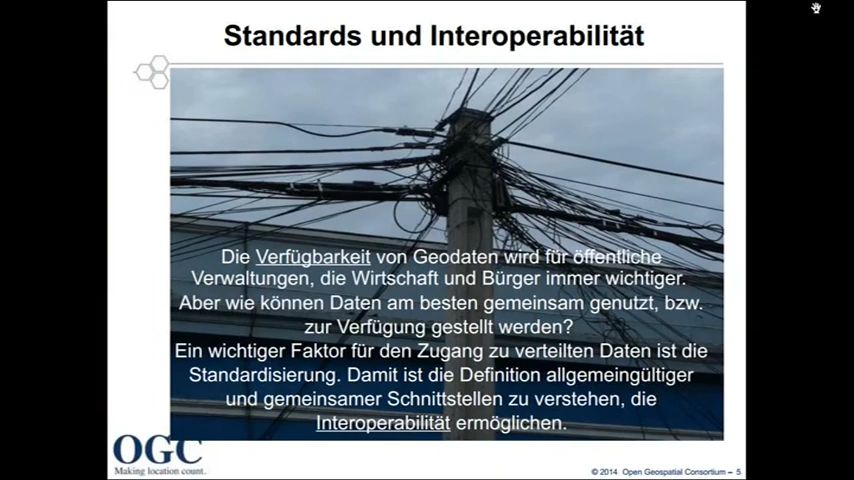 Standards und Interoperabilität
Die Verfügbarkeit von Geodaten wird für öffentliche
Verwaltungen, die Wirtschaft und Bürger immer wichtiger.
Aber wie können Daten am besten gemeinsam genutzt, bzw.
zur Verfügung gestellt werden?
Ein wichtiger Faktor für den Zugang zu verteilten Daten ist die
Standardisierung. Damit ist die Definition allgemeingültiger
und gemeinsamer Schnittstellen zu verstehen, die
Interoperabilität ermöglichen.
OGC
Making location count.
© 2014 Open Geospatial Consortium – 5